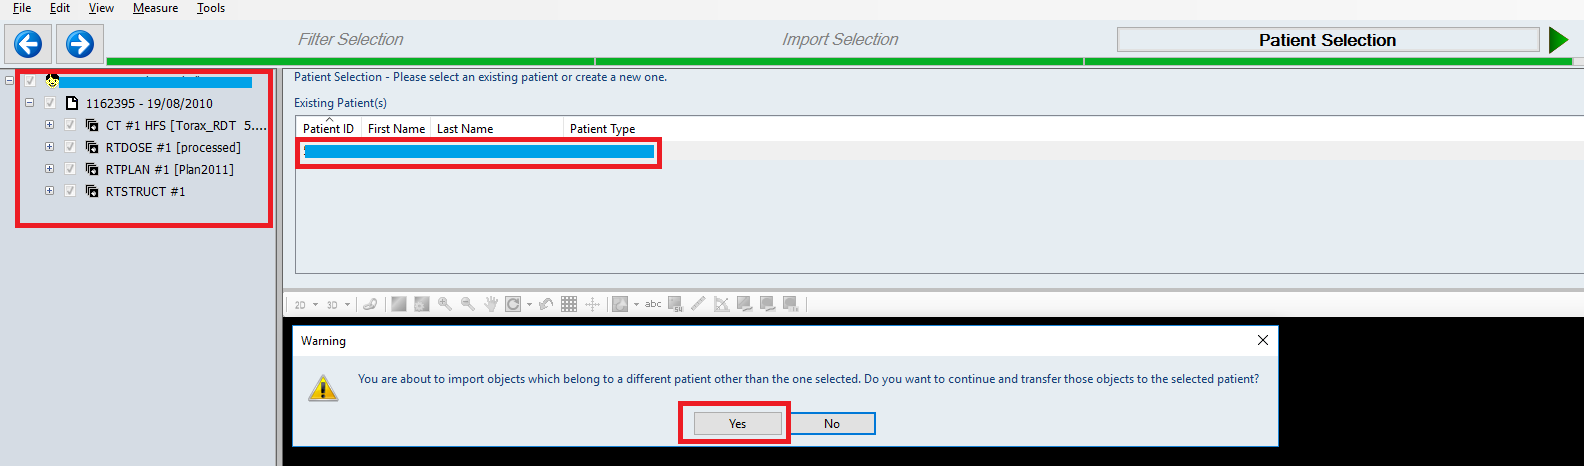 File Edit View Measure Tools
Filter Selection Import Selection Patient Selection
Patient Selection - Please select an existing patient or create a new one.
Existing Patient(s)
Patient ID First Name Last Name Patient Type
1162395 - 19/08/2010
CT #1 HFS [Torax_RDT 5....
RTDOSE #1 [processed]
RTPLAN #1 [Plan2011]
RTSTRUCT #1
2D 3D abc
Warning
You are about to import objects which belong to a different patient other than the one selected. Do you want to continue and transfer those objects to the selected patient?
Yes No